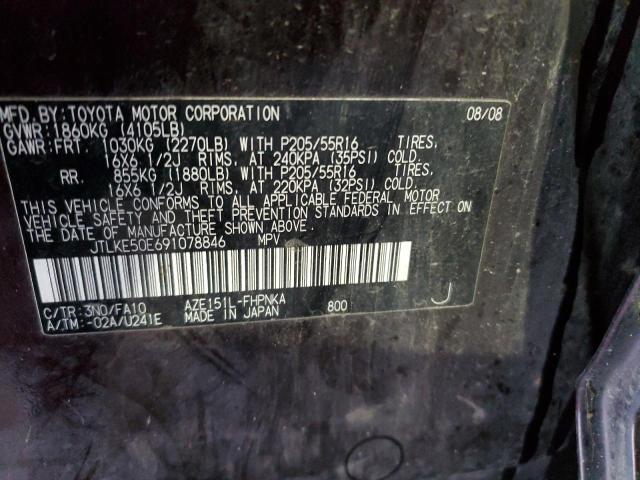 MFD. BY: TOYOTA MOTOR CORPORATION 08/08
GVWR: 1860KG (4105LB)
GAWR: FRT: 1030KG (2270LB) WITH P205/55R16 TIRES,
16X6 1/2J RIMS, AT 240KPA (35PSI) COLD.
RR. 855KG (1880LB) WITH P205/55R16 TIRES,
16X6 1/2J RIMS, AT 220KPA (32PSI) COLD.
THIS VEHICLE CONFORMS TO ALL APPLICABLE FEDERAL MOTOR
VEHICLE SAFETY AND THEFT PREVENTION STANDARDS IN EFFECT ON
THE DATE OF MANUFACTURE SHOWN ABOVE.
JTLKE50E691078846 MPV
C/TR: 3N0/FA10 AZE151L-FHPNKA 800 J
A/TM: -02A/U241E MADE IN JAPAN